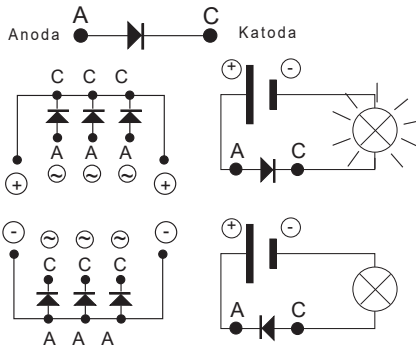 A C
Anoda Katoda
C C C
+ -
A A A
~ ~ ~
+ +
A C
- ~ ~ ~ -
C C C
+ -
A C
A A A